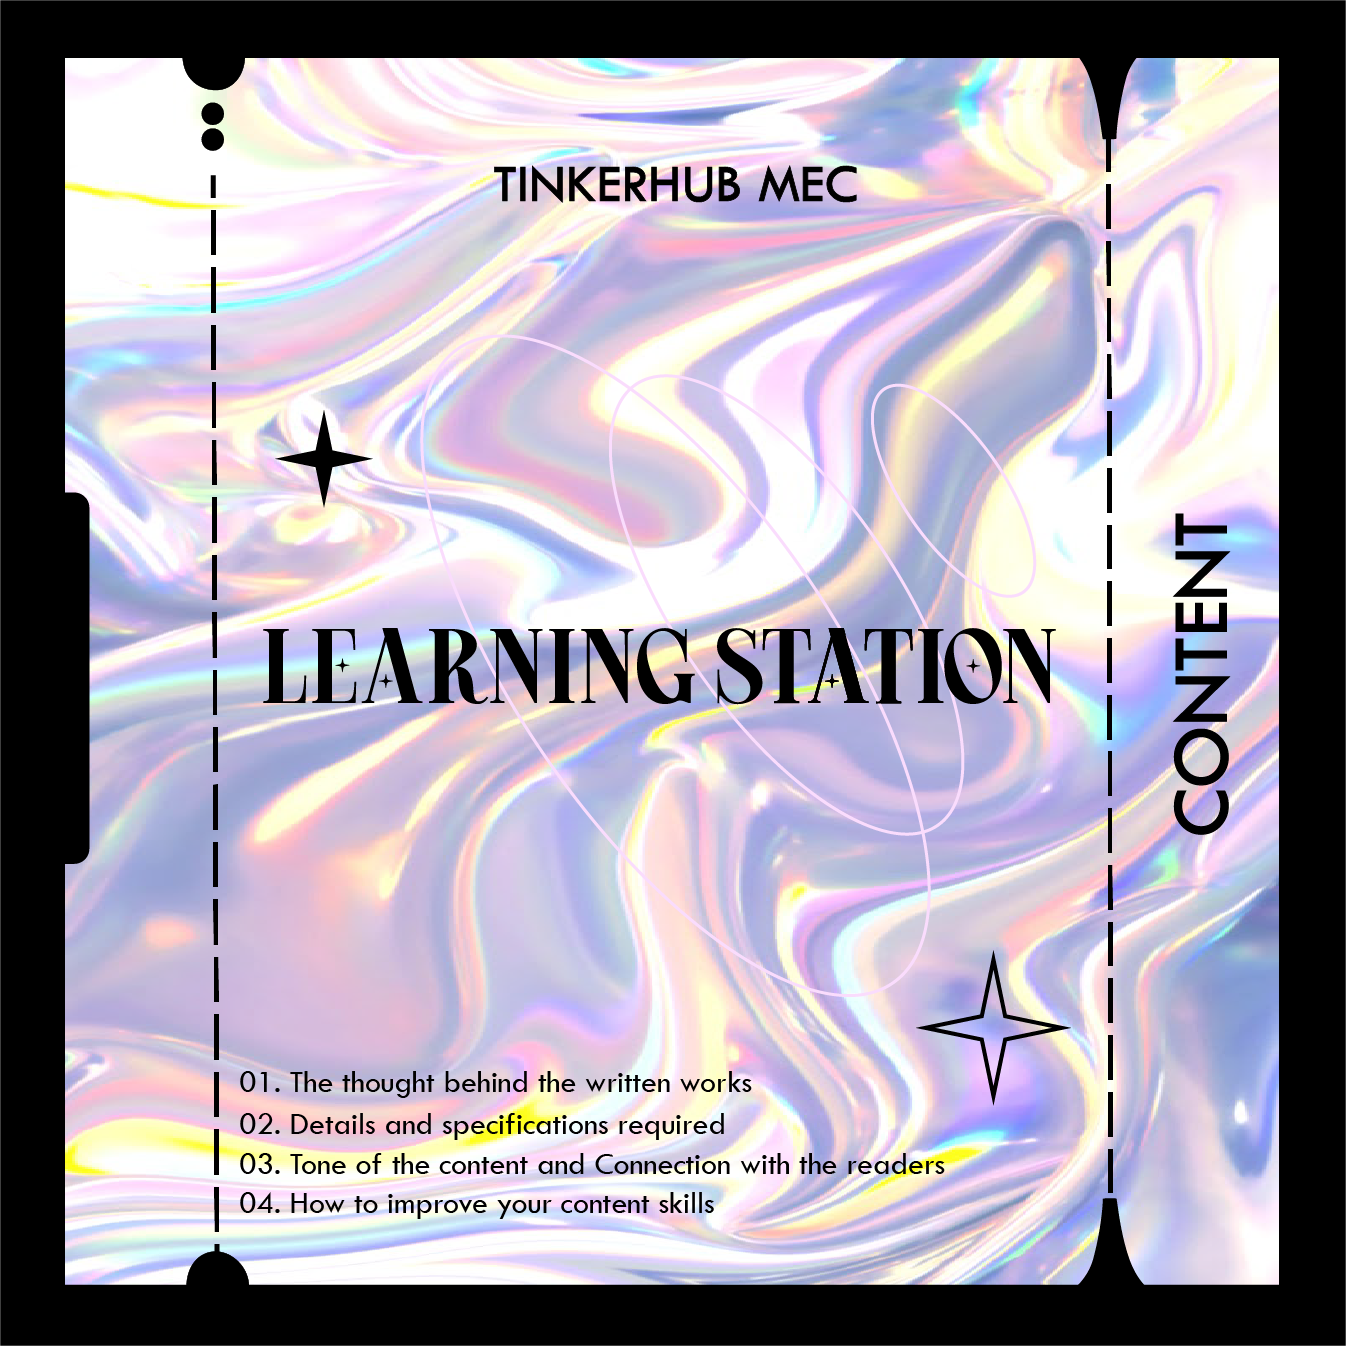 TINKERHUB MEC
LEARNING STATION
CONTENT
01. The thought behind the written works
02. Details and specifications required
03. Tone of the content and Connection with the readers
04. How to improve your content skills